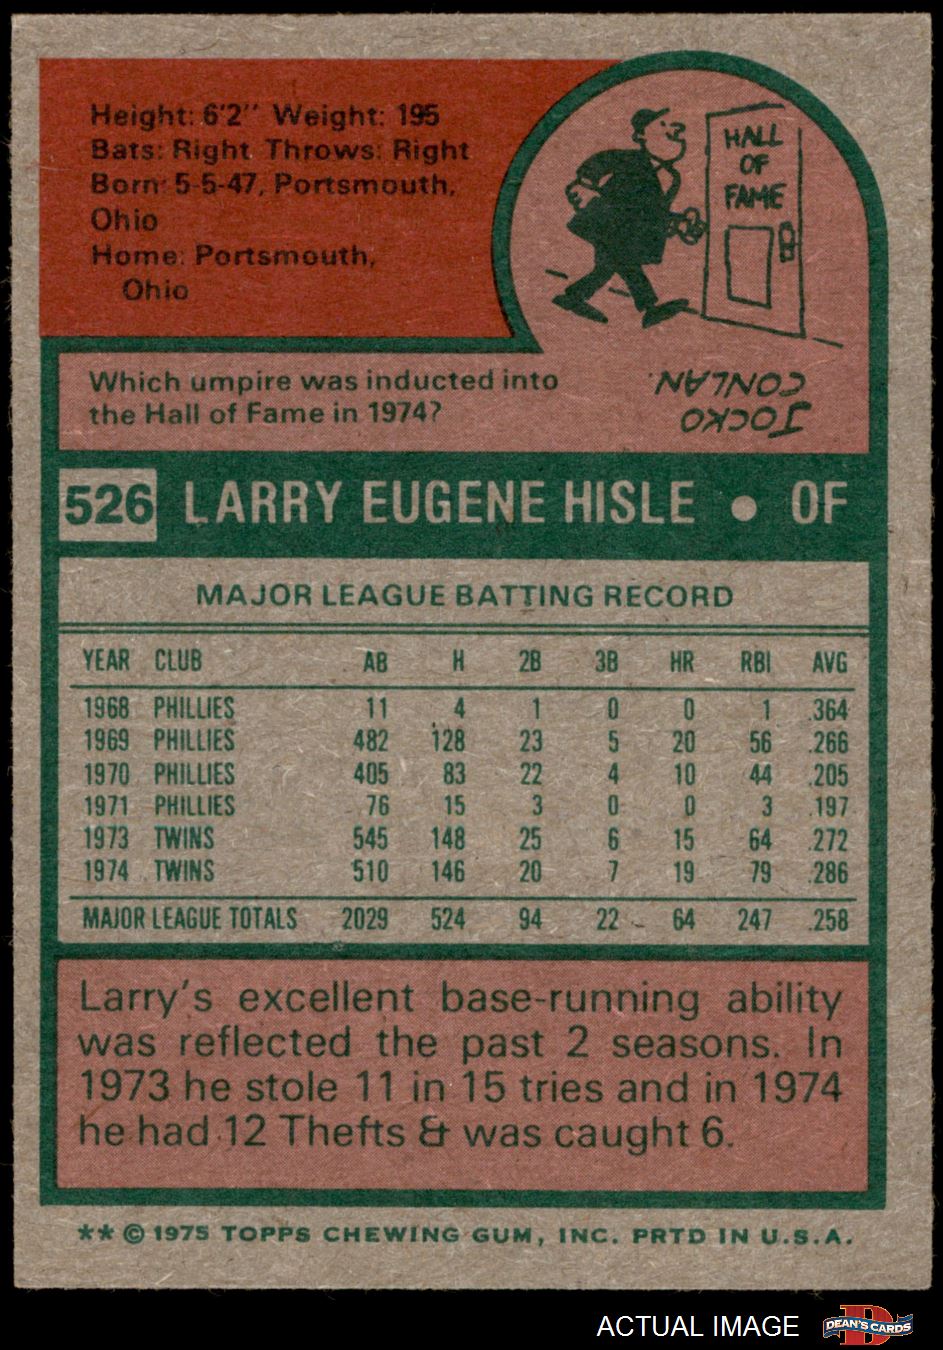 Height: 6'2" Weight: 195
Bats: Right Throws: Right
Born: 5-5-47, Portsmouth,
Ohio
Home: Portsmouth,
Ohio
HALL
OF
FAME
Which umpire was inducted into
the Hall of Fame in 1974?
JOCKO
CONLAN.
526 LARRY EUGENE HISLE • OF
MAJOR LEAGUE BATTING RECORD
YEAR CLUB AB H 2B 3B HR RBI AVG
1968 PHILLIES 11 4 1 0 0 1 .364
1969 PHILLIES 482 128 23 5 20 56 .266
1970 PHILLIES 405 83 22 4 10 44 .205
1971 PHILLIES 76 15 3 0 0 3 .197
1973 TWINS 545 148 25 6 15 64 .272
1974 TWINS 510 146 20 7 19 79 .286
MAJOR LEAGUE TOTALS 2029 524 94 22 64 247 .258
Larry's excellent base-running ability
was reflected the past 2 seasons. In
1973 he stole 11 in 15 tries and in 1974
he had 12 Thefts & was caught 6.
** © 1975 TOPPS CHEWING GUM, INC. PRTD IN U.S.A.
ACTUAL IMAGE DEAN'S CARDS